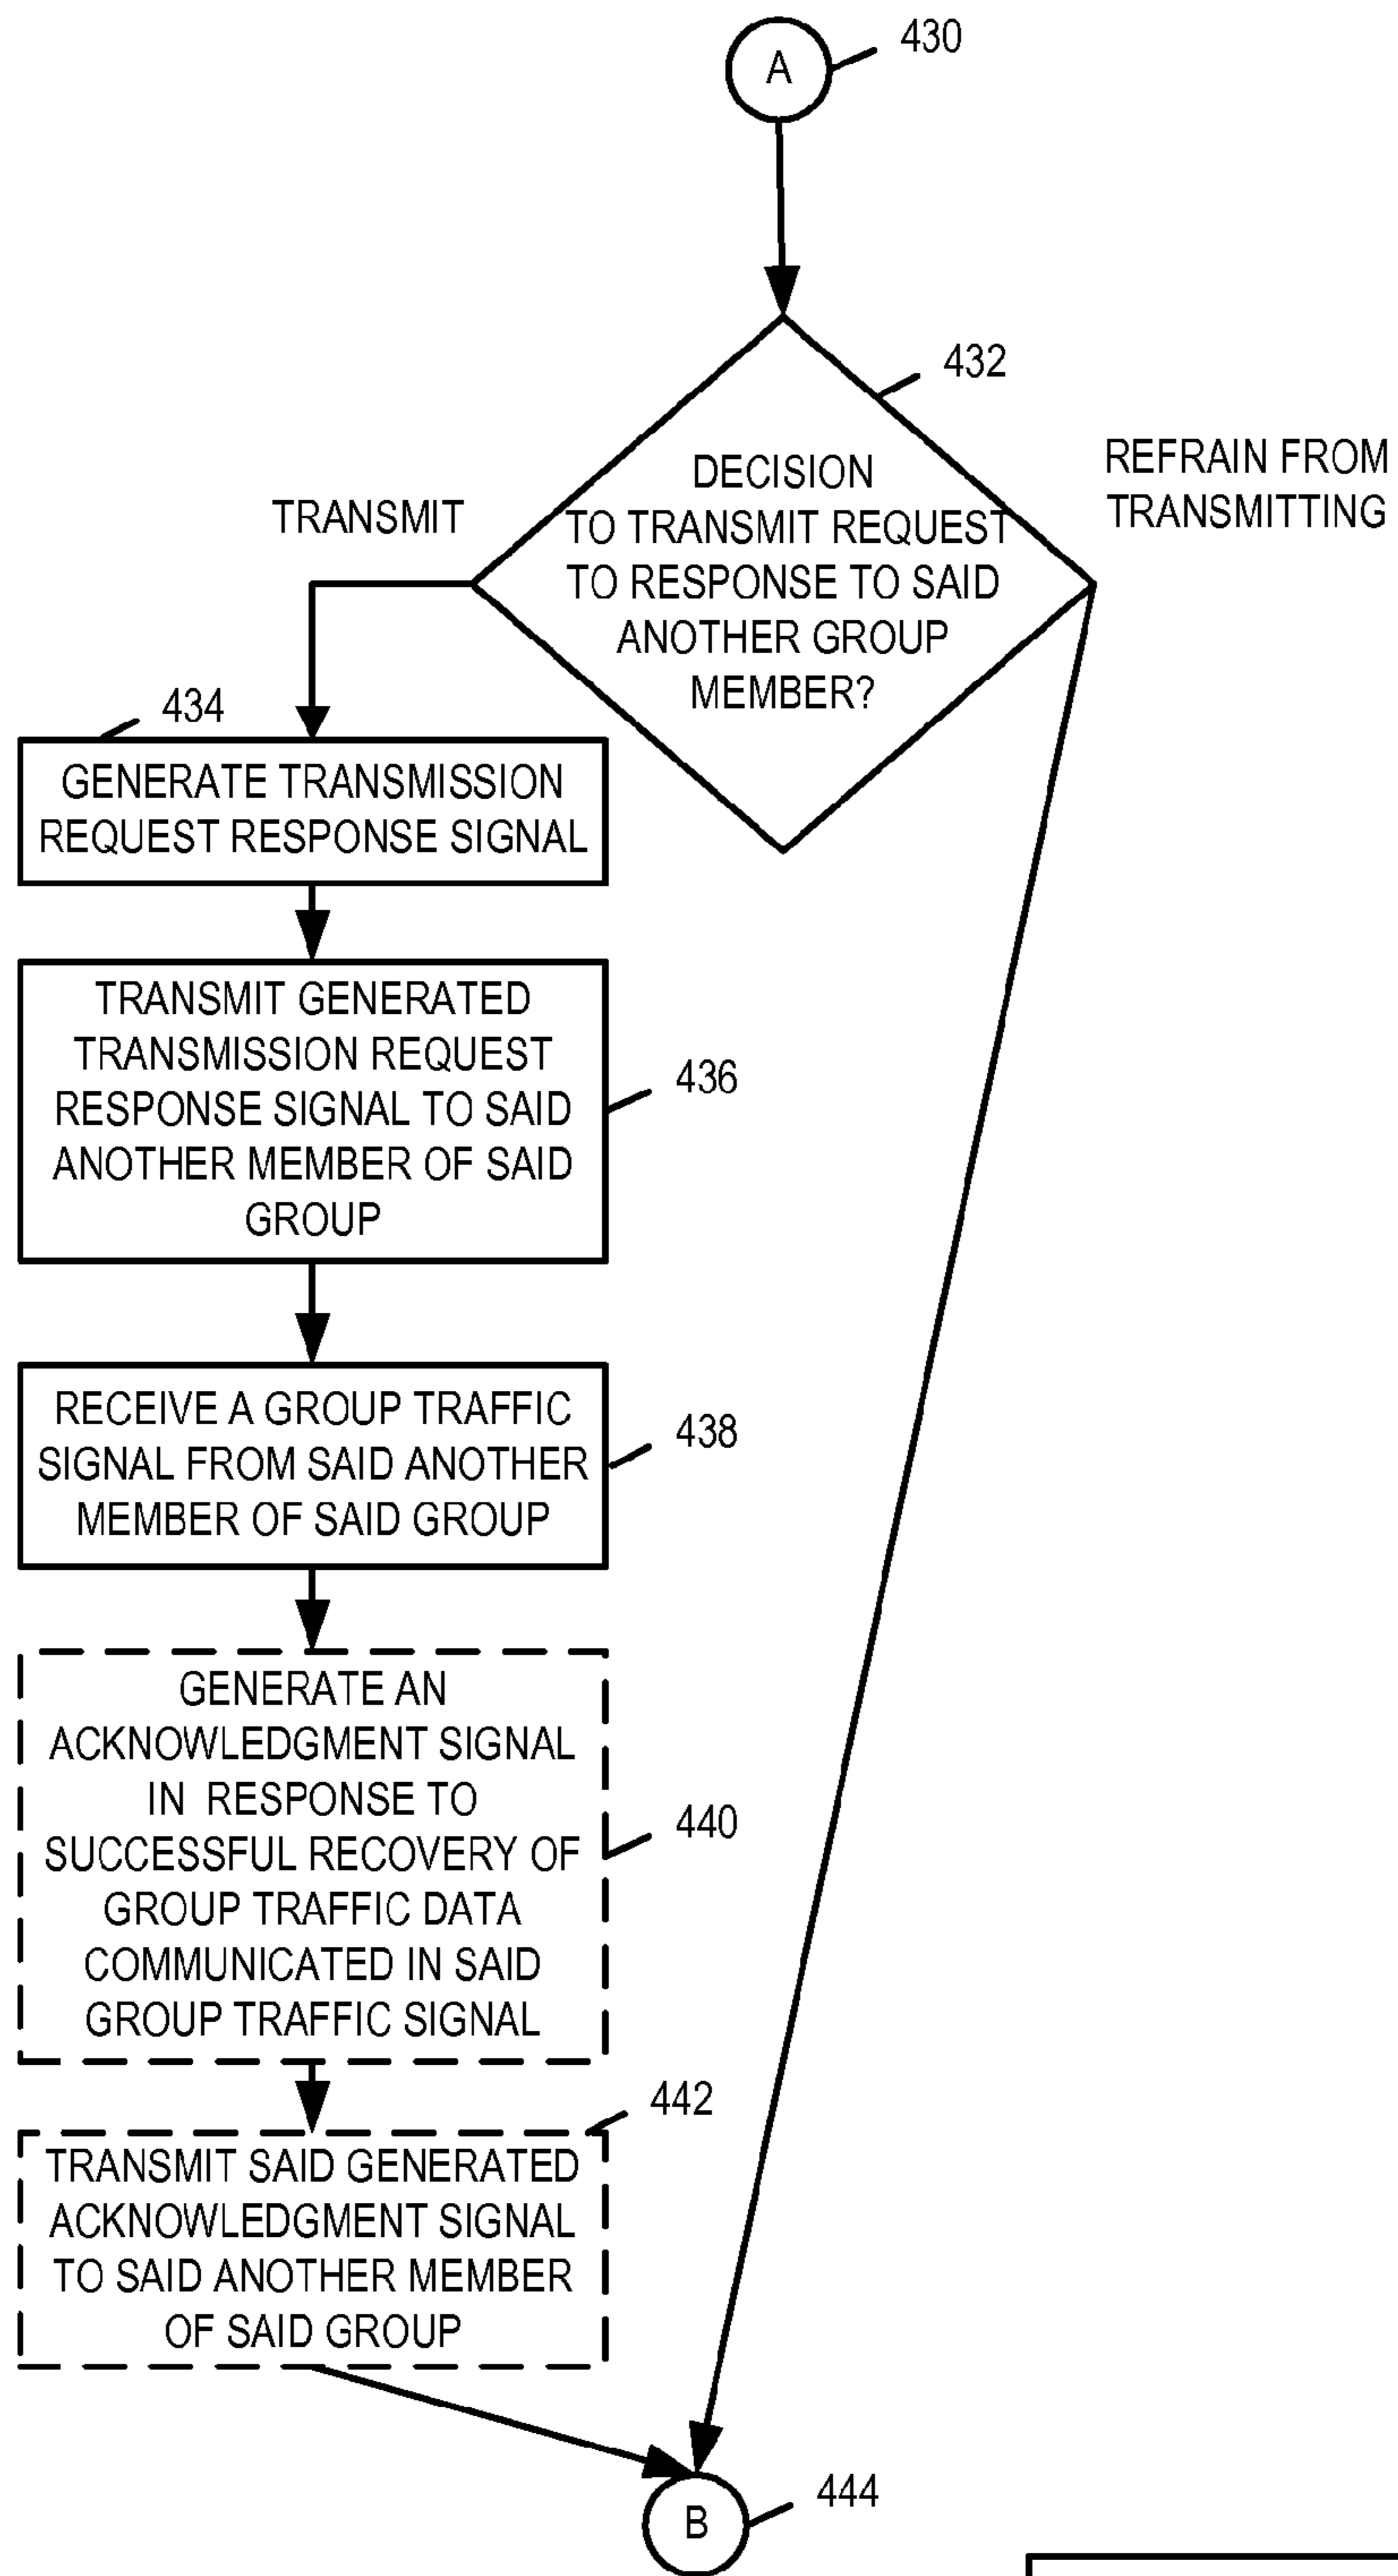 A
430
432
DECISION
TO TRANSMIT REQUEST
TO RESPONSE TO SAID
ANOTHER GROUP
MEMBER?
TRANSMIT
REFRAIN FROM
TRANSMITTING
434
GENERATE TRANSMISSION
REQUEST RESPONSE SIGNAL
TRANSMIT GENERATED
TRANSMISSION REQUEST
RESPONSE SIGNAL TO SAID
ANOTHER MEMBER OF SAID
GROUP
436
RECEIVE A GROUP TRAFFIC
SIGNAL FROM SAID ANOTHER
MEMBER OF SAID GROUP
438
GENERATE AN
ACKNOWLEDGMENT SIGNAL
IN RESPONSE TO
SUCCESSFUL RECOVERY OF
GROUP TRAFFIC DATA
COMMUNICATED IN SAID
GROUP TRAFFIC SIGNAL
440
442
TRANSMIT SAID GENERATED
ACKNOWLEDGMENT SIGNAL
TO SAID ANOTHER MEMBER
OF SAID GROUP
B
444